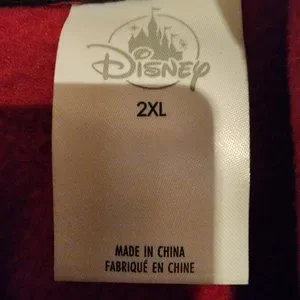 Disney
2XL
MADE IN CHINA
FABRIQUÉ EN CHINE